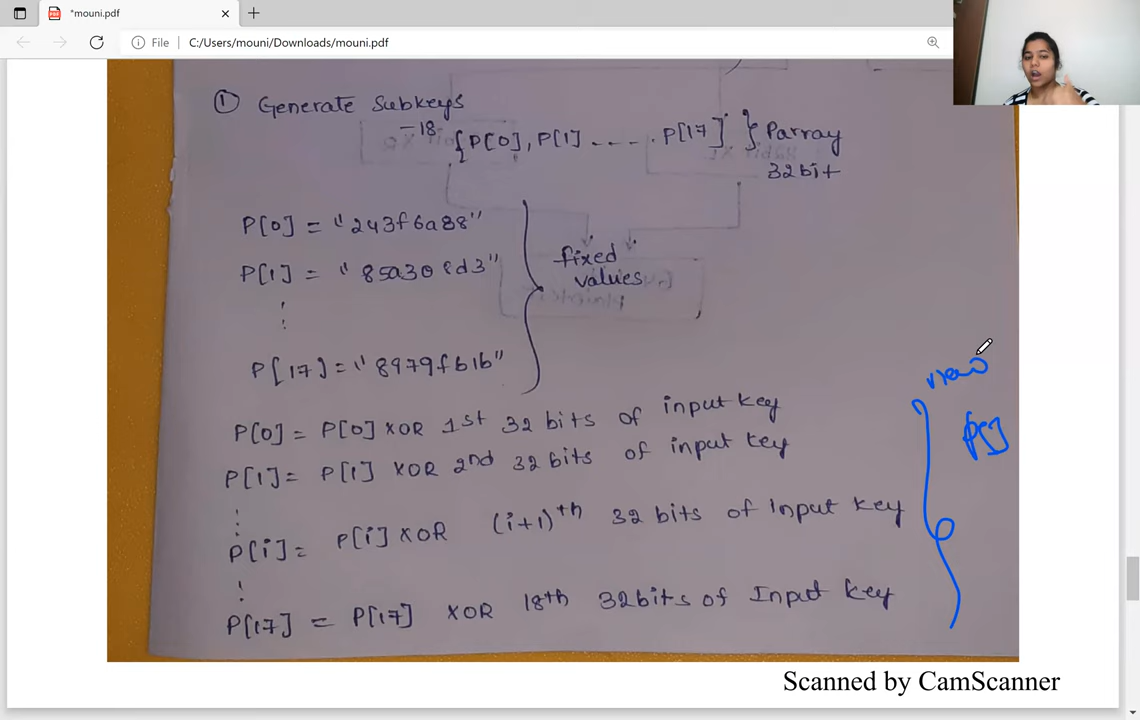 *mouni.pdf
File C:/Users/mouni/Downloads/mouni.pdf
① Generate Subkeys
-18 {P[0], P[1] ---- . P[17] } Parray
32bit
P[0] = "243f6a88"
P[1] = "85a308d3"
fixed
values
P[17] = "8979fb1b"
P[0] = P[0] XOR 1st 32 bits of input key
P[1] = P[1] XOR 2nd 32 bits of input key
P[i] = P[i] XOR (i+1)th 32 bits of Input key
P[17] = P[17] XOR 18th 32bits of Input key
P[]
Scanned by CamScanner